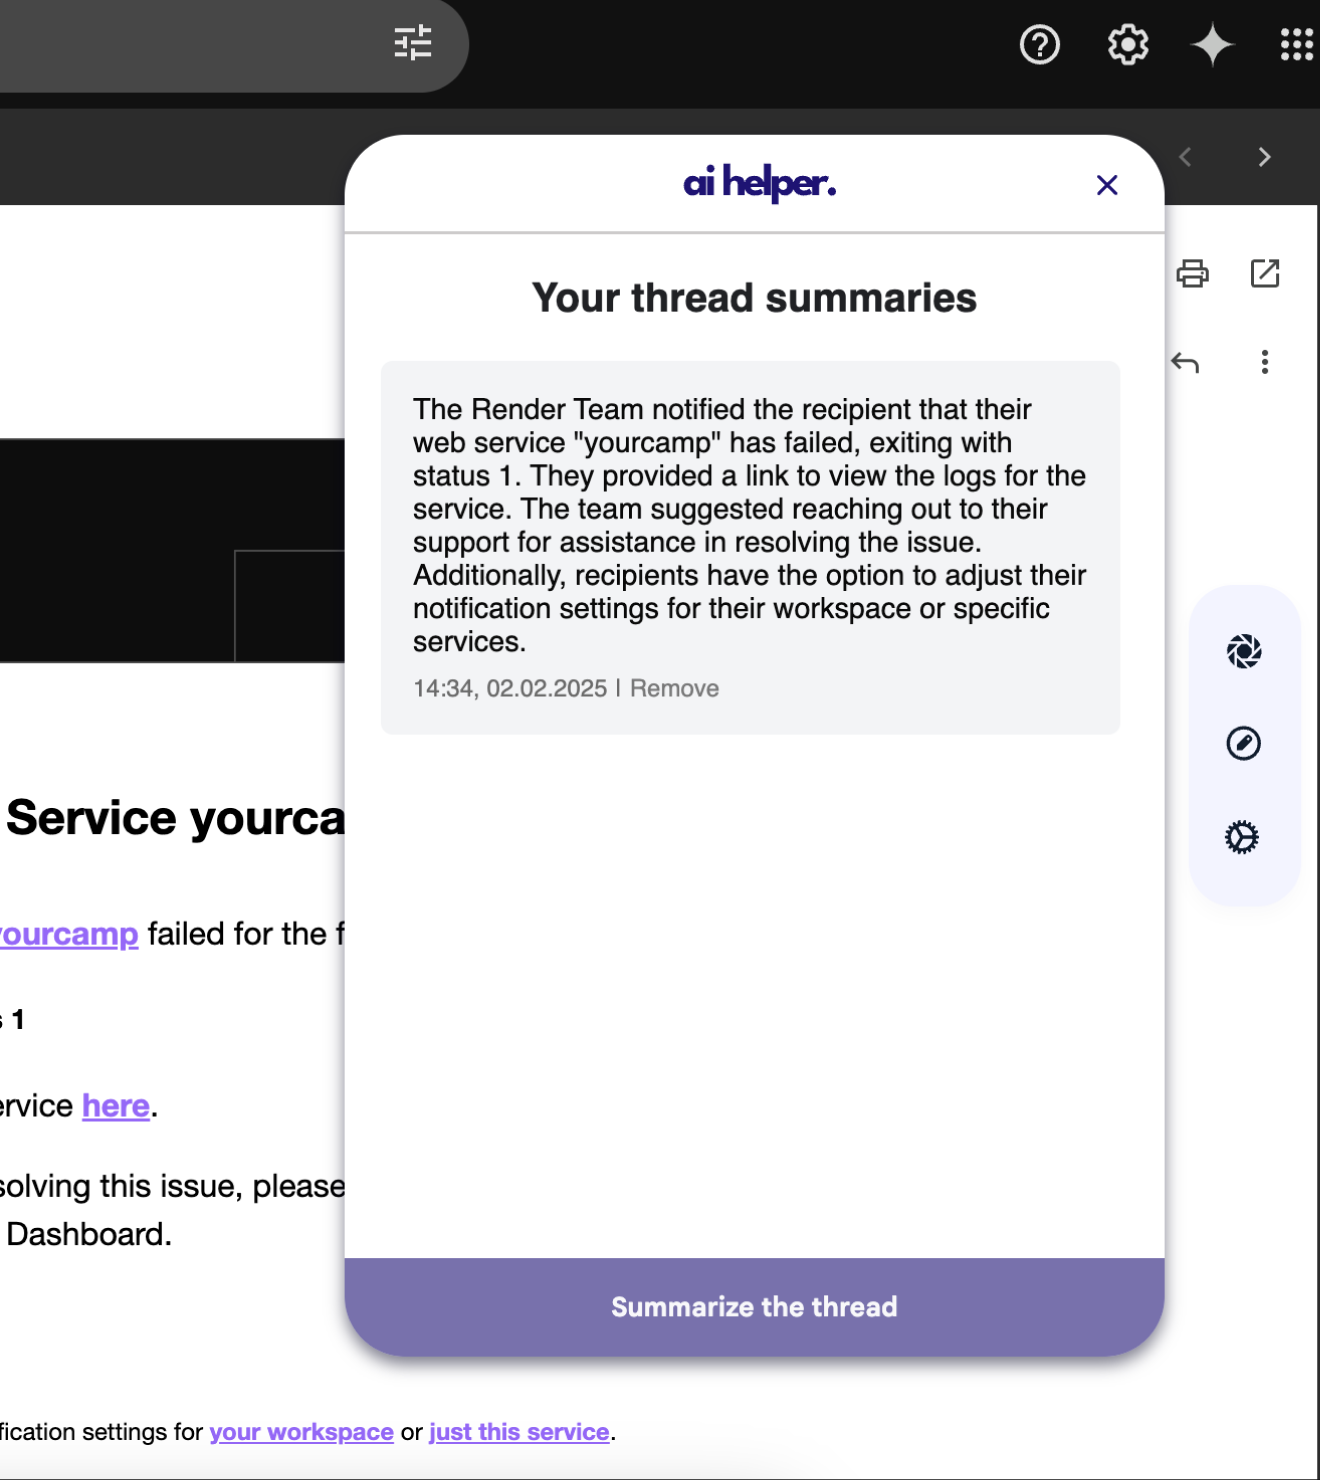 ai helper.
Your thread summaries
The Render Team notified the recipient that their
web service "yourcamp" has failed, exiting with
status 1. They provided a link to view the logs for the
service. The team suggested reaching out to their
support for assistance in resolving the issue.
Additionally, recipients have the option to adjust their
notification settings for their workspace or specific
services.
14:34, 02.02.2025 | Remove
Service yourca
ourcamp failed for the f
s 1
ervice here.
solving this issue, please
Dashboard.
Summarize the thread
fication settings for your workspace or just this service.